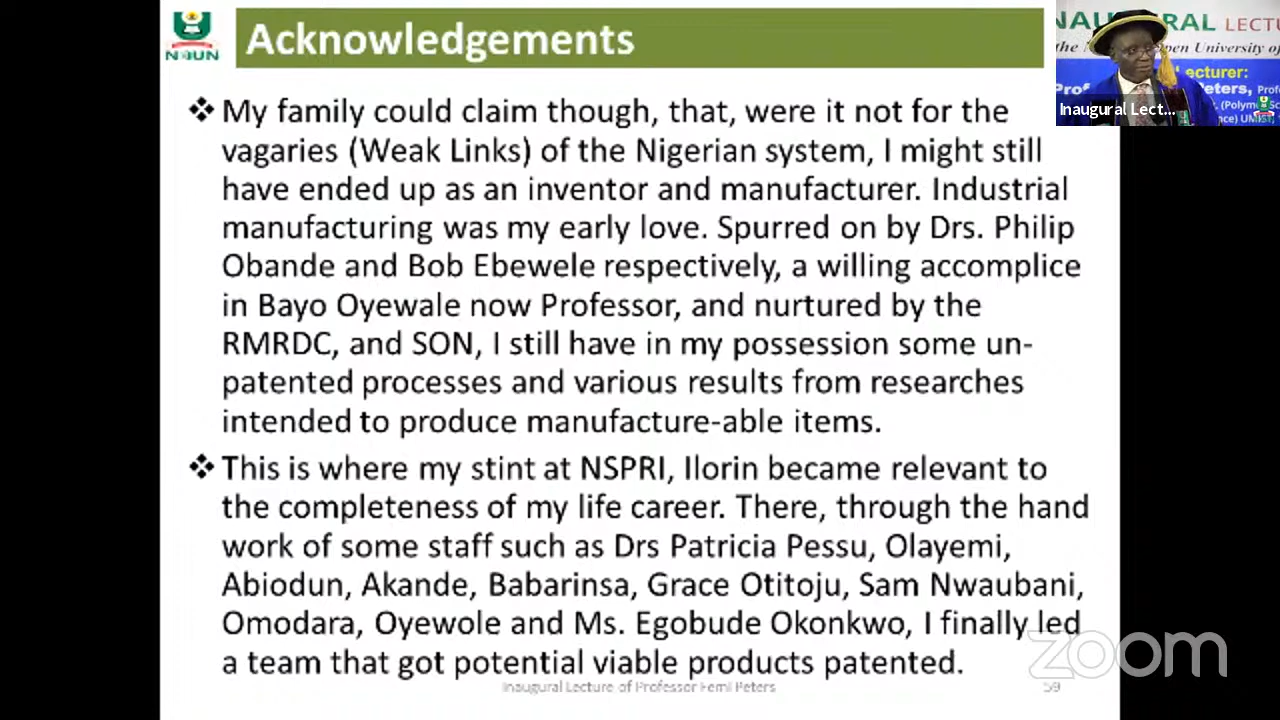 NOUN
Acknowledgements
❖ My family could claim though, that, were it not for the
vagaries (Weak Links) of the Nigerian system, I might still
have ended up as an inventor and manufacturer. Industrial
manufacturing was my early love. Spurred on by Drs. Philip
Obande and Bob Ebewele respectively, a willing accomplice
in Bayo Oyewale now Professor, and nurtured by the
RMRDC, and SON, I still have in my possession some un-
patented processes and various results from researches
intended to produce manufacture-able items.
❖ This is where my stint at NSPRI, Ilorin became relevant to
the completeness of my life career. There, through the hand
work of some staff such as Drs Patricia Pessu, Olayemi,
Abiodun, Akande, Babarinsa, Grace Otitoju, Sam Nwaubani,
Omodara, Oyewole and Ms. Egobude Okonkwo, I finally led
a team that got potential viable products patented.
Inaugural Lecture of Professor Femi Peters
59
zoom
LECTU
the
pen University of
Lecturer:
Inaugural Lect...